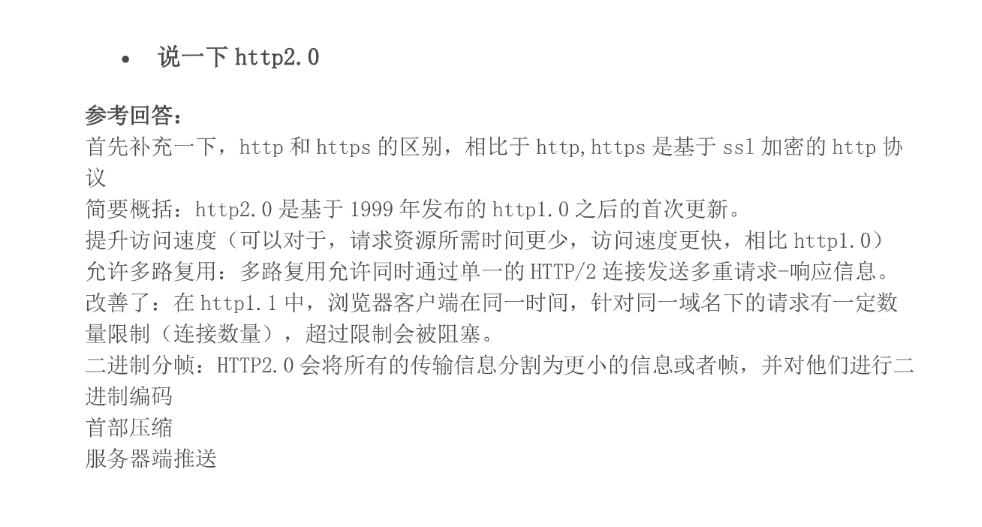 • 说一下 http2.0
参考回答：
首先补充一下，http 和 https 的区别，相比于 http,https 是基于 ssl 加密的 http 协
议
简要概括：http2.0 是基于 1999 年发布的 http1.0 之后的首次更新。
提升访问速度（可以对于，请求资源所需时间更少，访问速度更快，相比 http1.0）
允许多路复用：多路复用允许同时通过单一的 HTTP/2 连接发送多重请求-响应信息。
改善了：在 http1.1 中，浏览器客户端在同一时间，针对同一域名下的请求有一定数
量限制（连接数量），超过限制会被阻塞。
二进制分帧：HTTP2.0 会将所有的传输信息分割为更小的信息或者帧，并对他们进行二
进制编码
首部压缩
服务器端推送